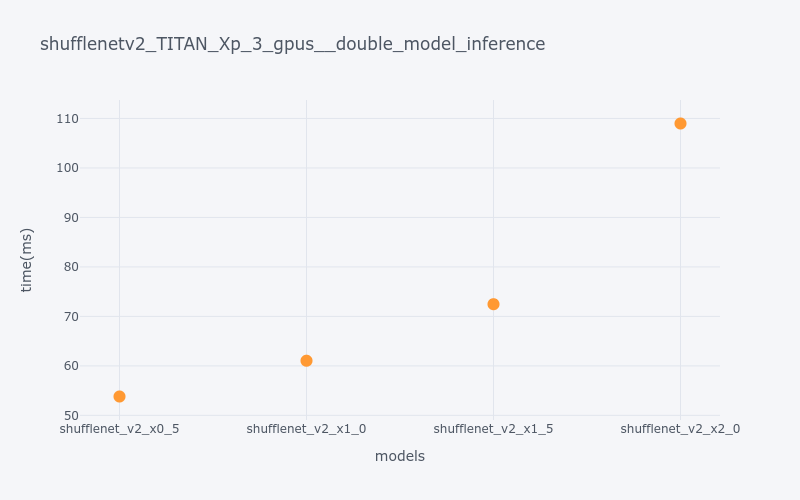 shufflenetv2_TITAN_Xp_3_gpus__double_model_inference
110
100
90
80
70
60
50
time(ms)
shufflenet_v2_x0_5
shufflenet_v2_x1_0
shufflenet_v2_x1_5
shufflenet_v2_x2_0
models